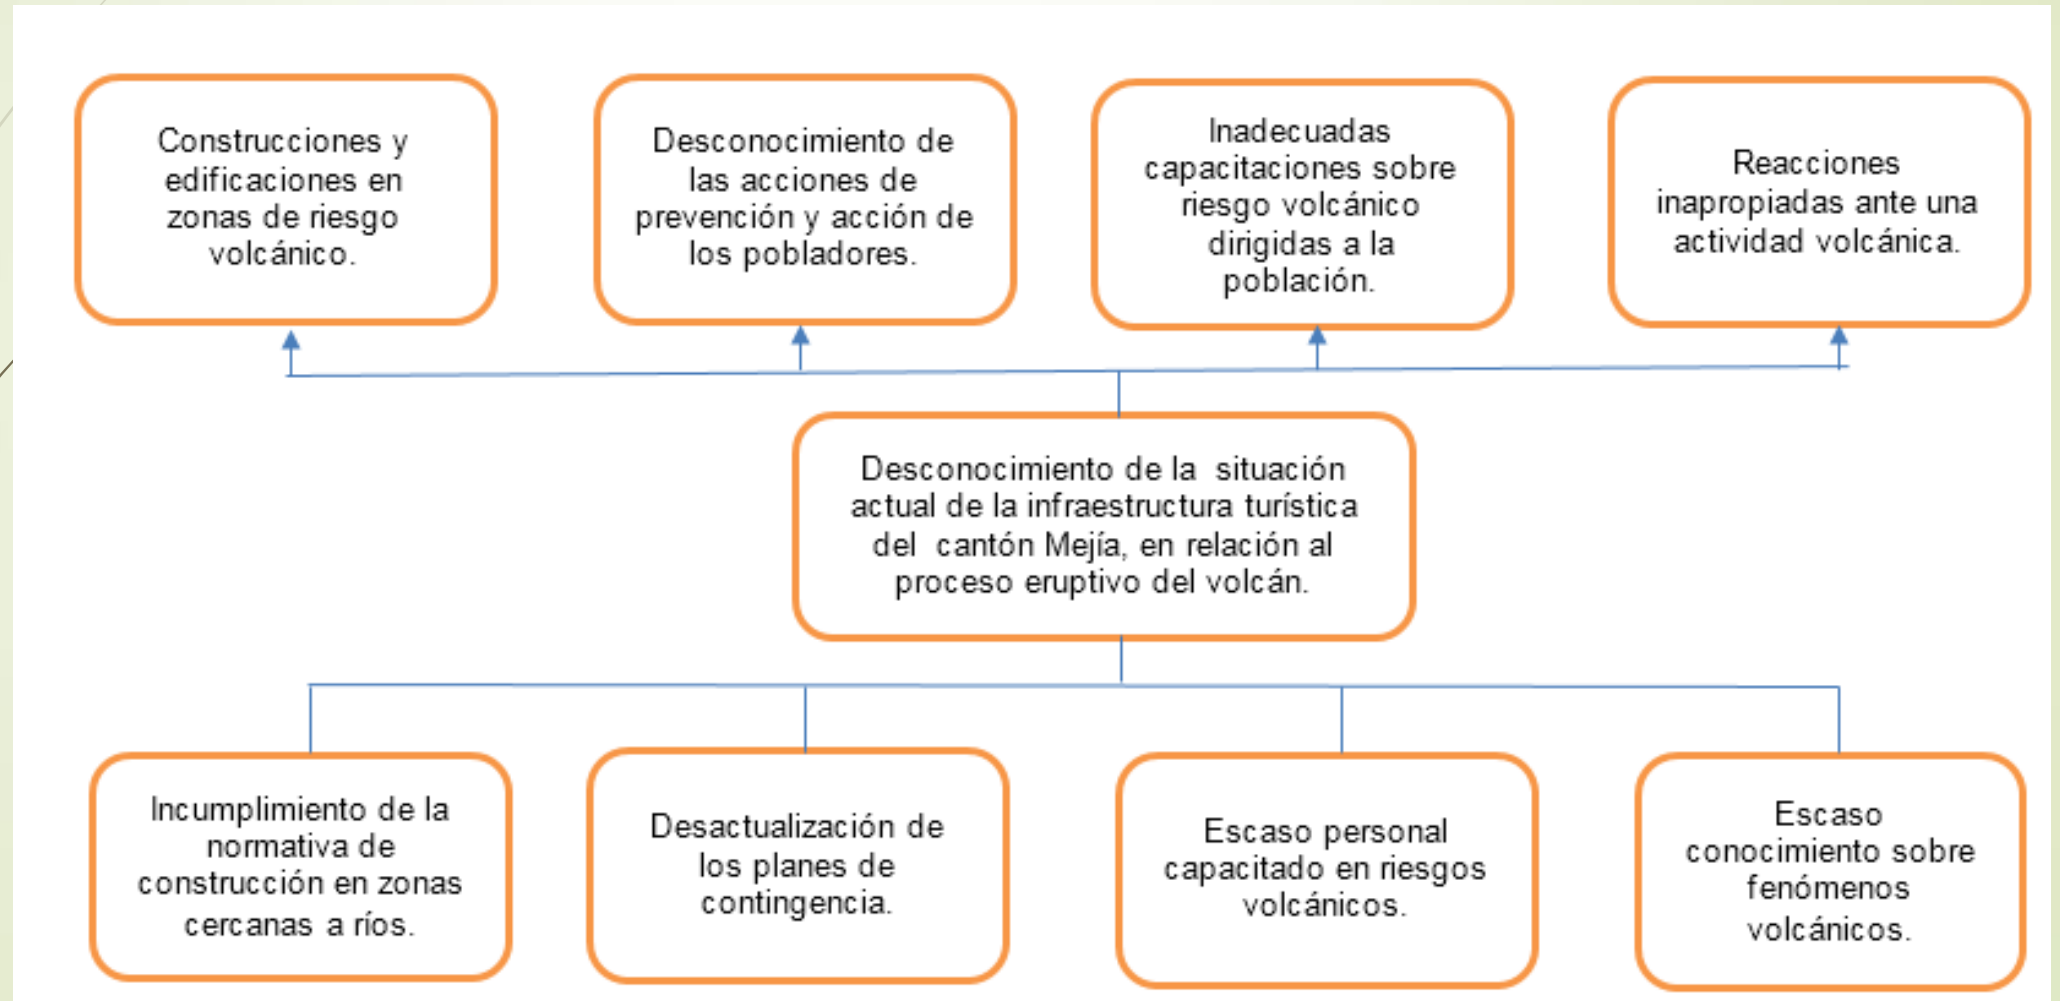 Construcciones y
edificaciones en
zonas de riesgo
volcánico.
Desconocimiento de
las acciones de
prevención y acción de
los pobladores.
Inadecuadas
capacitaciones sobre
riesgo volcánico
dirigidas a la
población.
Reacciones
inapropiadas ante una
actividad volcánica.
Desconocimiento de la situación
actual de la infraestructura turística
del cantón Mejía, en relación al
proceso eruptivo del volcán.
Incumplimiento de la
normativa de
construcción en zonas
cercanas a ríos.
Desactualización de
los planes de
contingencia.
Escaso personal
capacitado en riesgos
volcánicos.
Escaso
conocimiento sobre
fenómenos
volcánicos.